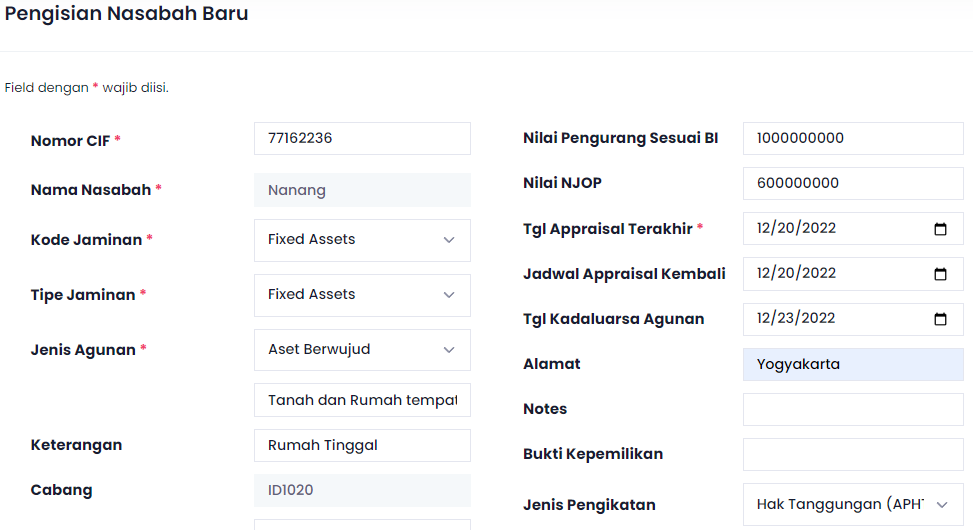 Pengisian Nasabah Baru
Field dengan * wajib diisi.
Nomor CIF *
77162236
Nama Nasabah *
Nanang
Kode Jaminan *
Fixed Assets
Tipe Jaminan *
Fixed Assets
Jenis Agunan *
Aset Berwujud
Tanah dan Rumah tempat
Keterangan
Rumah Tinggal
Cabang
ID1020
Nilai Pengurang Sesuai BI
1000000000
Nilai NJOP
600000000
Tgl Appraisal Terakhir *
12/20/2022
Jadwal Appraisal Kembali
12/20/2022
Tgl Kadaluarsa Agunan
12/23/2022
Alamat
Yogyakarta
Notes
Bukti Kepemilikan
Jenis Pengikatan
Hak Tanggungan (APHT